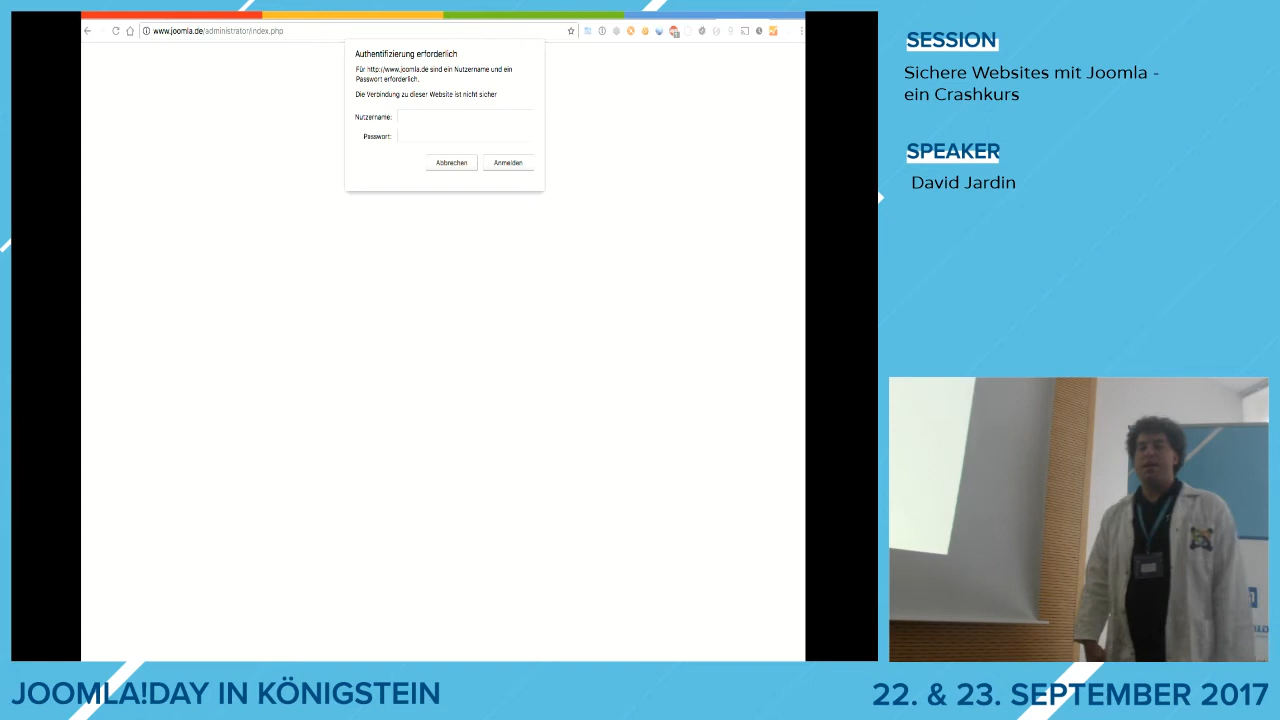 www.joomla.de/administrator/index.php
Authentifizierung erforderlich
Für http://www.joomla.de sind ein Nutzername und ein
Passwort erforderlich.
Die Verbindung zu dieser Website ist nicht sicher
Nutzername:
Passwort:
Abbrechen Anmelden
SESSION
Sichere Websites mit Joomla -
ein Crashkurs
SPEAKER
David Jardin
JOOMLA!DAY IN KÖNIGSTEIN
22. & 23. SEPTEMBER 2017